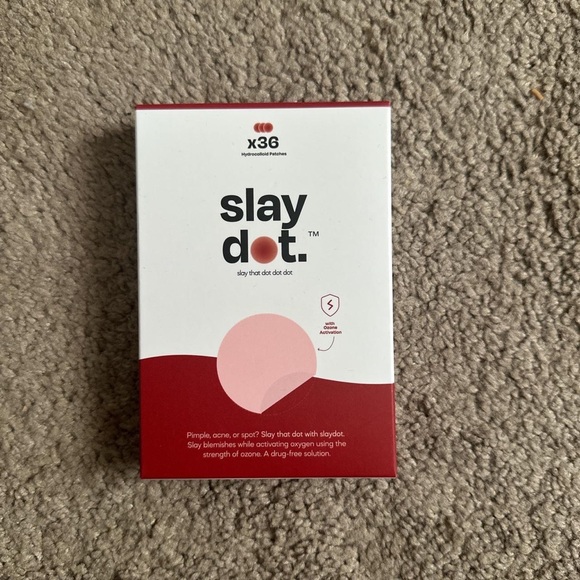 x36
Hydrocolloid Patches
slay
dot.™
slay that dot dot dot
with
Ozone
Activation
Pimple, acne, or spot? Slay that dot with slaydot.
Slay blemishes while activating oxygen using the
strength of ozone. A drug-free solution.